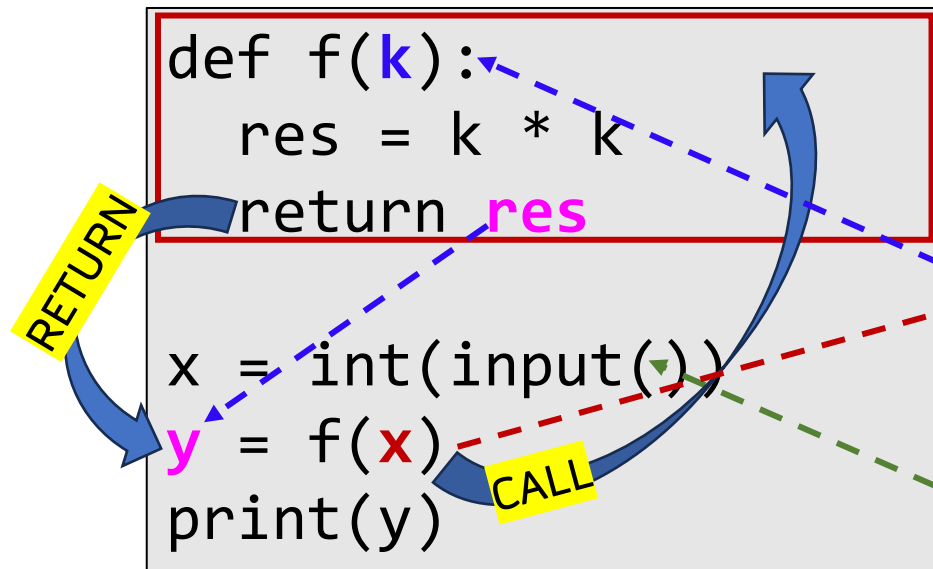 def f(k):
  res = k * k
  return res
RETURN
x = int(input())
y = f(x)
CALL
print(y)